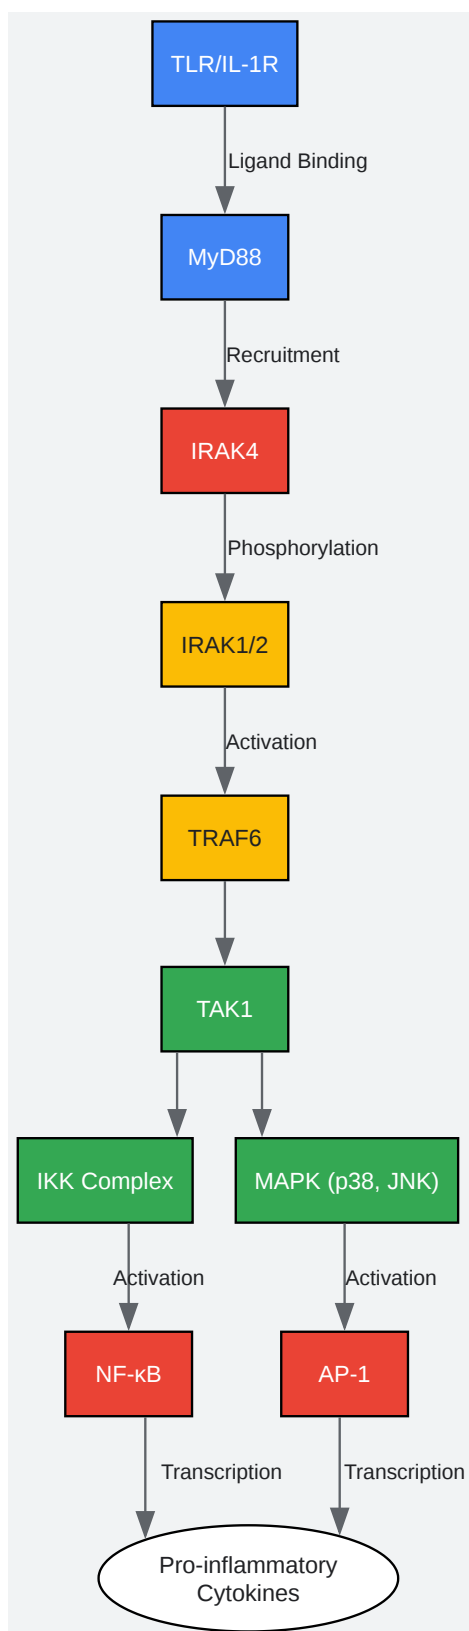 TLR/IL-1R
Ligand Binding
MyD88
Recruitment
IRAK4
Phosphorylation
IRAK1/2
Activation
TRAF6
TAK1
IKK Complex
MAPK (p38, JNK)
Activation
Activation
NF-κB
AP-1
Transcription
Transcription
Pro-inflammatory
Cytokines